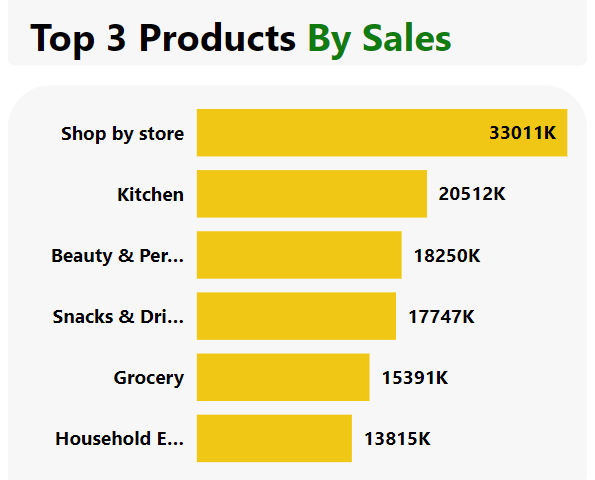 Top 3 Products By Sales
Shop by store 33011K
Kitchen 20512K
Beauty & Per... 18250K
Snacks & Dri... 17747K
Grocery 15391K
Household E... 13815K